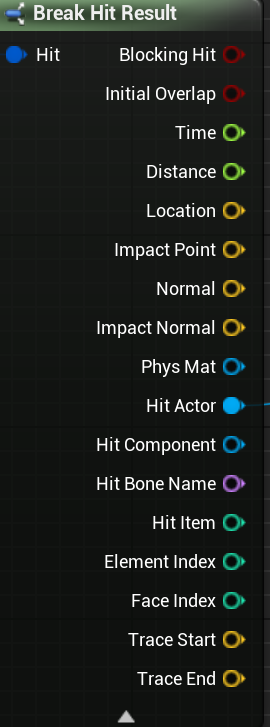 Break Hit Result
Hit Blocking Hit
Initial Overlap
Time
Distance
Location
Impact Point
Normal
Impact Normal
Phys Mat
Hit Actor
Hit Component
Hit Bone Name
Hit Item
Element Index
Face Index
Trace Start
Trace End